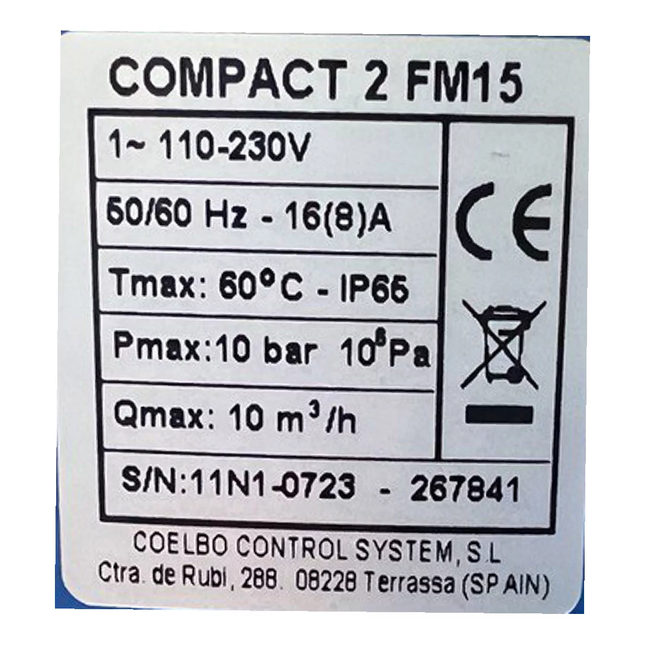 COMPACT 2 FM15
1~ 110-230V
50/60 Hz - 16(8)A
Tmax: 60°C - IP65
Pmax:10 bar 10⁶Pa
Qmax: 10 m³/h
CE
S/N:11N1-0723 - 267841
COELBO CONTROL SYSTEM, S.L
Ctra. de Rubi, 288. 08228 Terrassa (SPAIN)